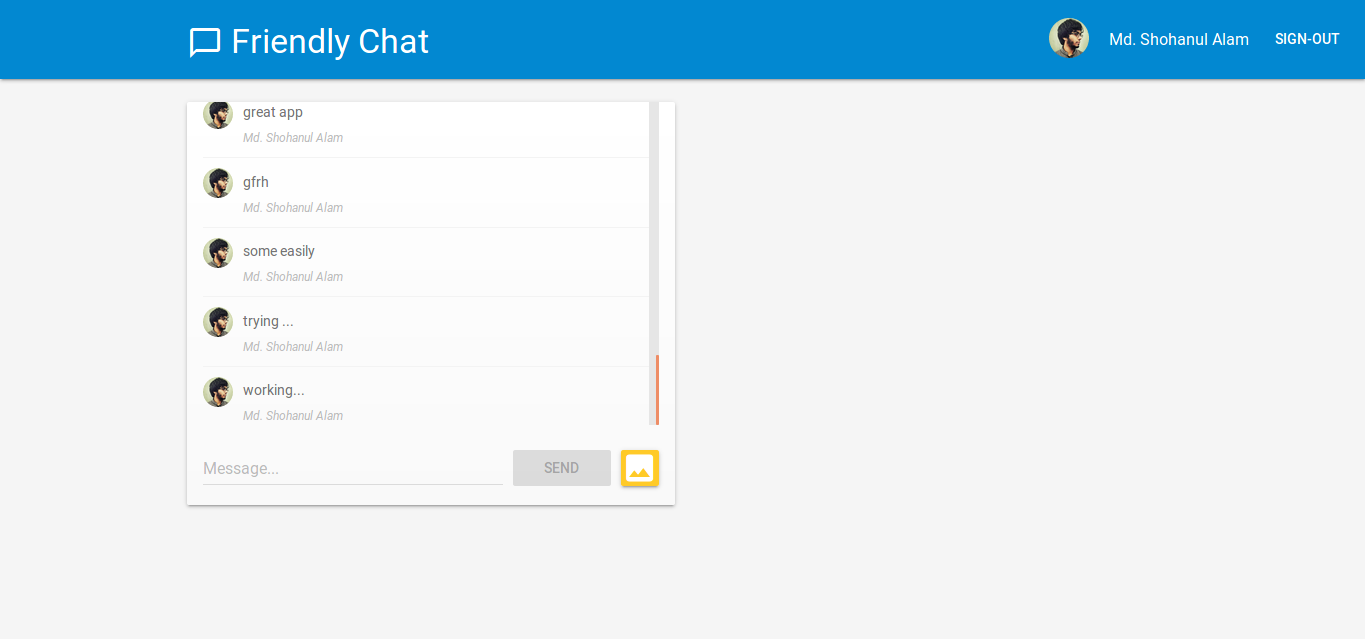 Friendly Chat
Md. Shohanul Alam SIGN-OUT
great app
Md. Shohanul Alam
gfrh
Md. Shohanul Alam
some easily
Md. Shohanul Alam
trying ...
Md. Shohanul Alam
working...
Md. Shohanul Alam
Message... SEND